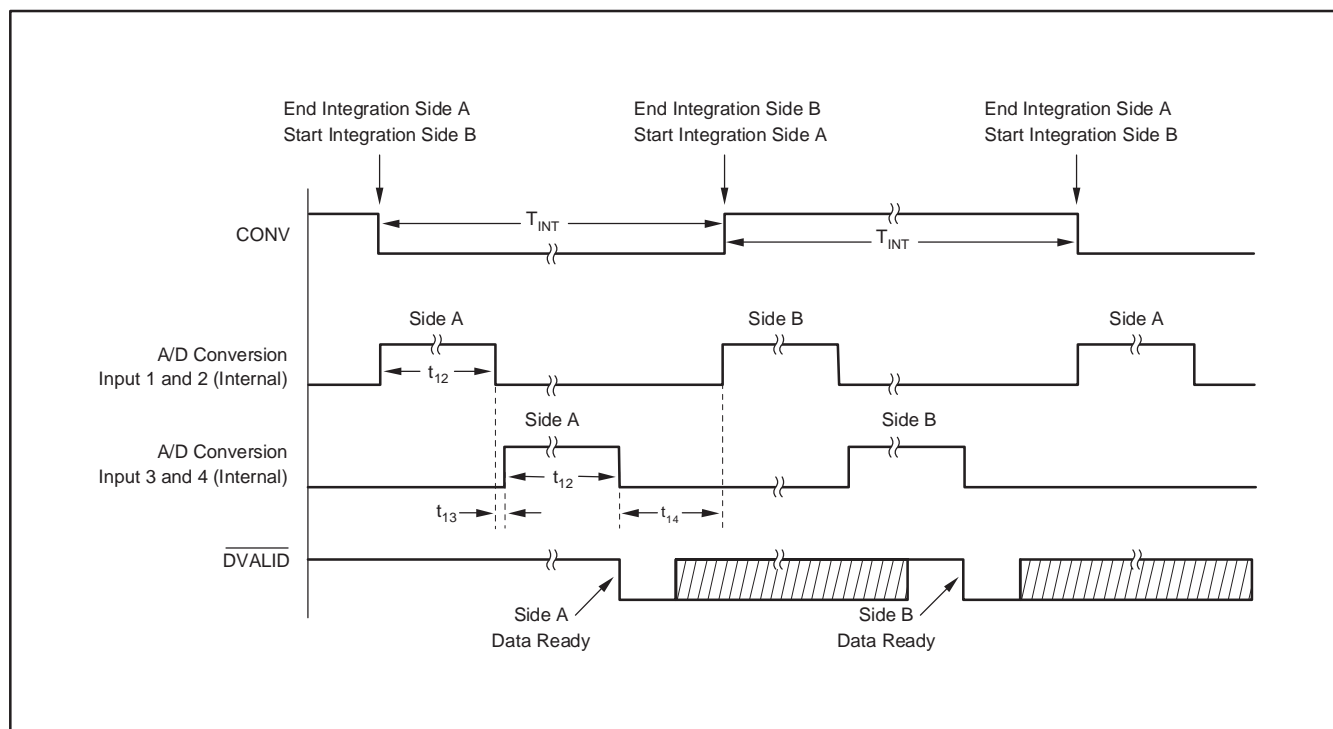 End Integration Side A
Start Integration Side B
End Integration Side B
Start Integration Side A
End Integration Side A
Start Integration Side B
CONV
TINT
TINT
Side A
Side B
Side A
A/D Conversion
Input 1 and 2 (Internal)
t12
Side A
Side B
A/D Conversion
Input 3 and 4 (Internal)
t12
t13
t14
DVALID
Side A
Data Ready
Side B
Data Ready